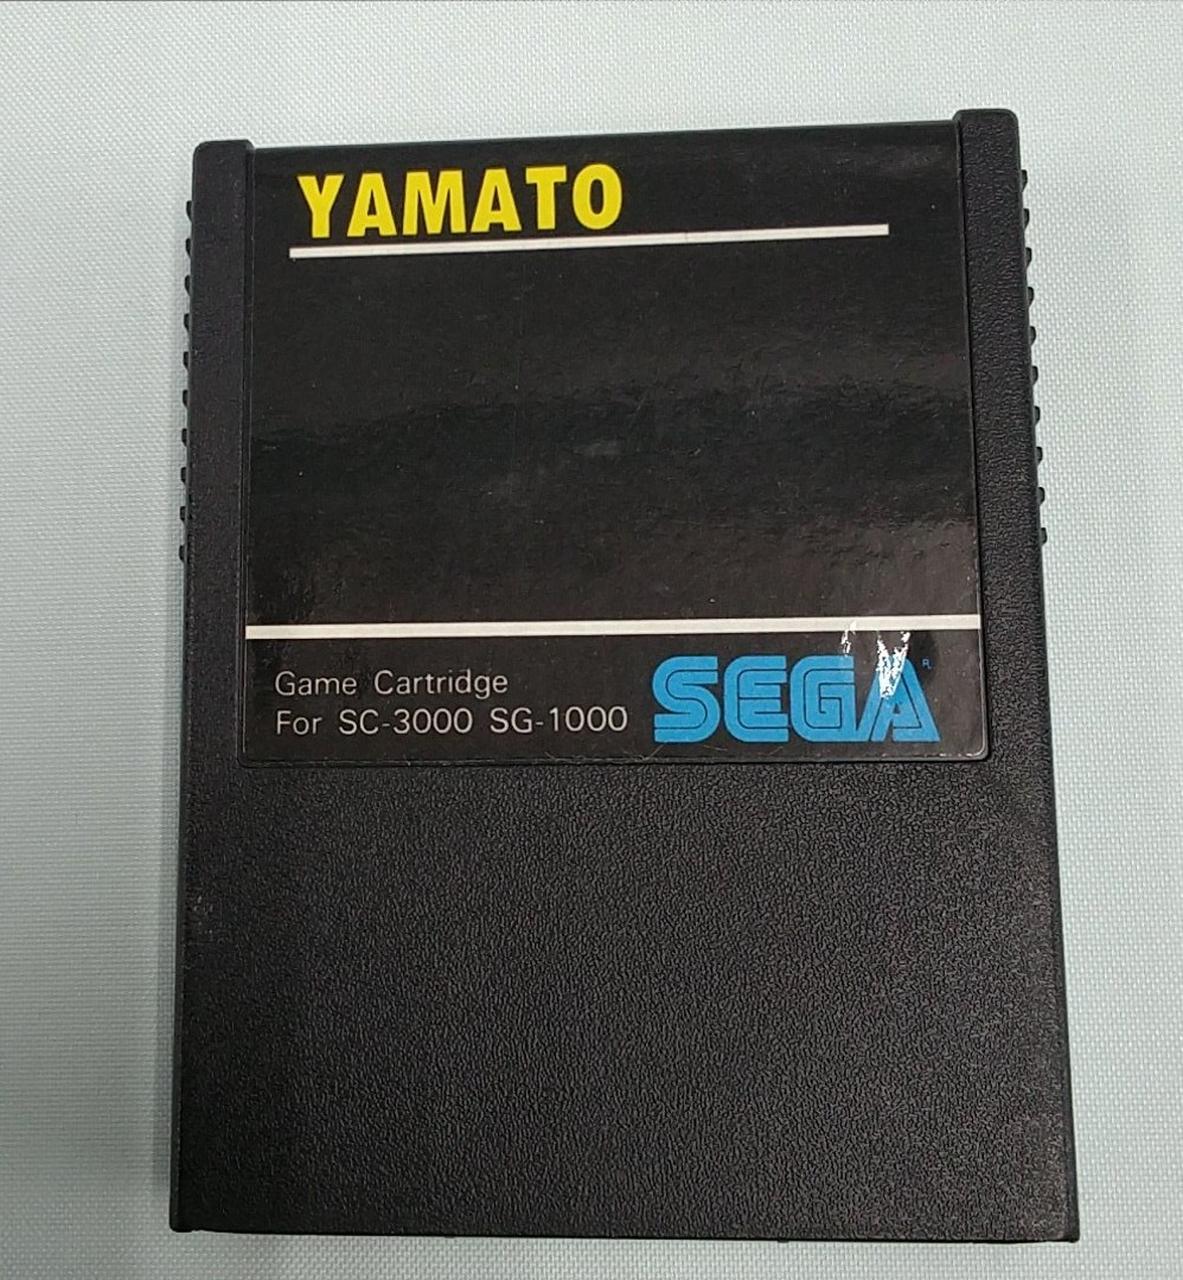 YAMATO
Game Cartridge
For SC-3000 SG-1000
SEGA®